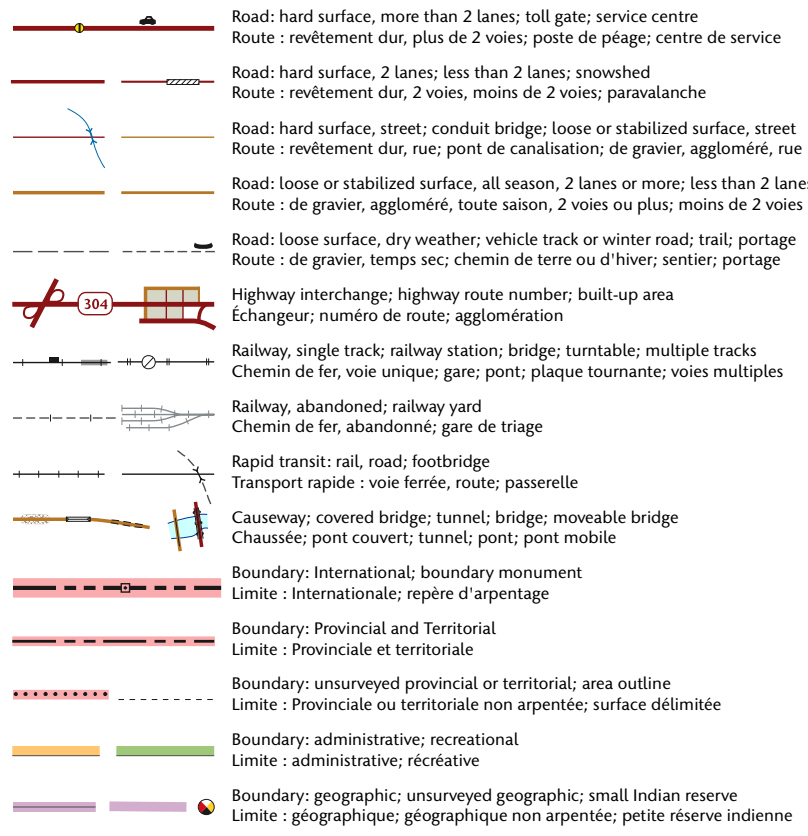 Road: hard surface, more than 2 lanes; toll gate; service centre
Route : revêtement dur, plus de 2 voies; poste de péage; centre de service
Road: hard surface, 2 lanes; less than 2 lanes; snowshed
Route : revêtement dur, 2 voies, moins de 2 voies; paravalanche
Road: hard surface, street; conduit bridge; loose or stabilized surface, street
Route : revêtement dur, rue; pont de canalisation; de gravier, aggloméré, rue
Road: loose or stabilized surface, all season, 2 lanes or more; less than 2 lanes
Route : de gravier, aggloméré, toute saison, 2 voies ou plus; moins de 2 voies
Road: loose surface, dry weather; vehicle track or winter road; trail; portage
Route : de gravier, temps sec; chemin de terre ou d'hiver; sentier; portage
304
Highway interchange; highway route number; built-up area
Échangeur; numéro de route; agglomération
Railway, single track; railway station; bridge; turntable; multiple tracks
Chemin de fer, voie unique; gare; pont; plaque tournante; voies multiples
Railway, abandoned; railway yard
Chemin de fer, abandonné; gare de triage
Rapid transit: rail, road; footbridge
Transport rapide : voie ferrée, route; passerelle
Causeway; covered bridge; tunnel; bridge; moveable bridge
Chaussée; pont couvert; tunnel; pont; pont mobile
Boundary: International; boundary monument
Limite : Internationale; repère d'arpentage
Boundary: Provincial and Territorial
Limite : Provinciale et territoriale
Boundary: unsurveyed provincial or territorial; area outline
Limite : Provinciale ou territoriale non arpentée; surface délimitée
Boundary: administrative; recreational
Limite : administrative; récréative
Boundary: geographic; unsurveyed geographic; small Indian reserve
Limite : géographique; géographique non arpentée; petite réserve indienne